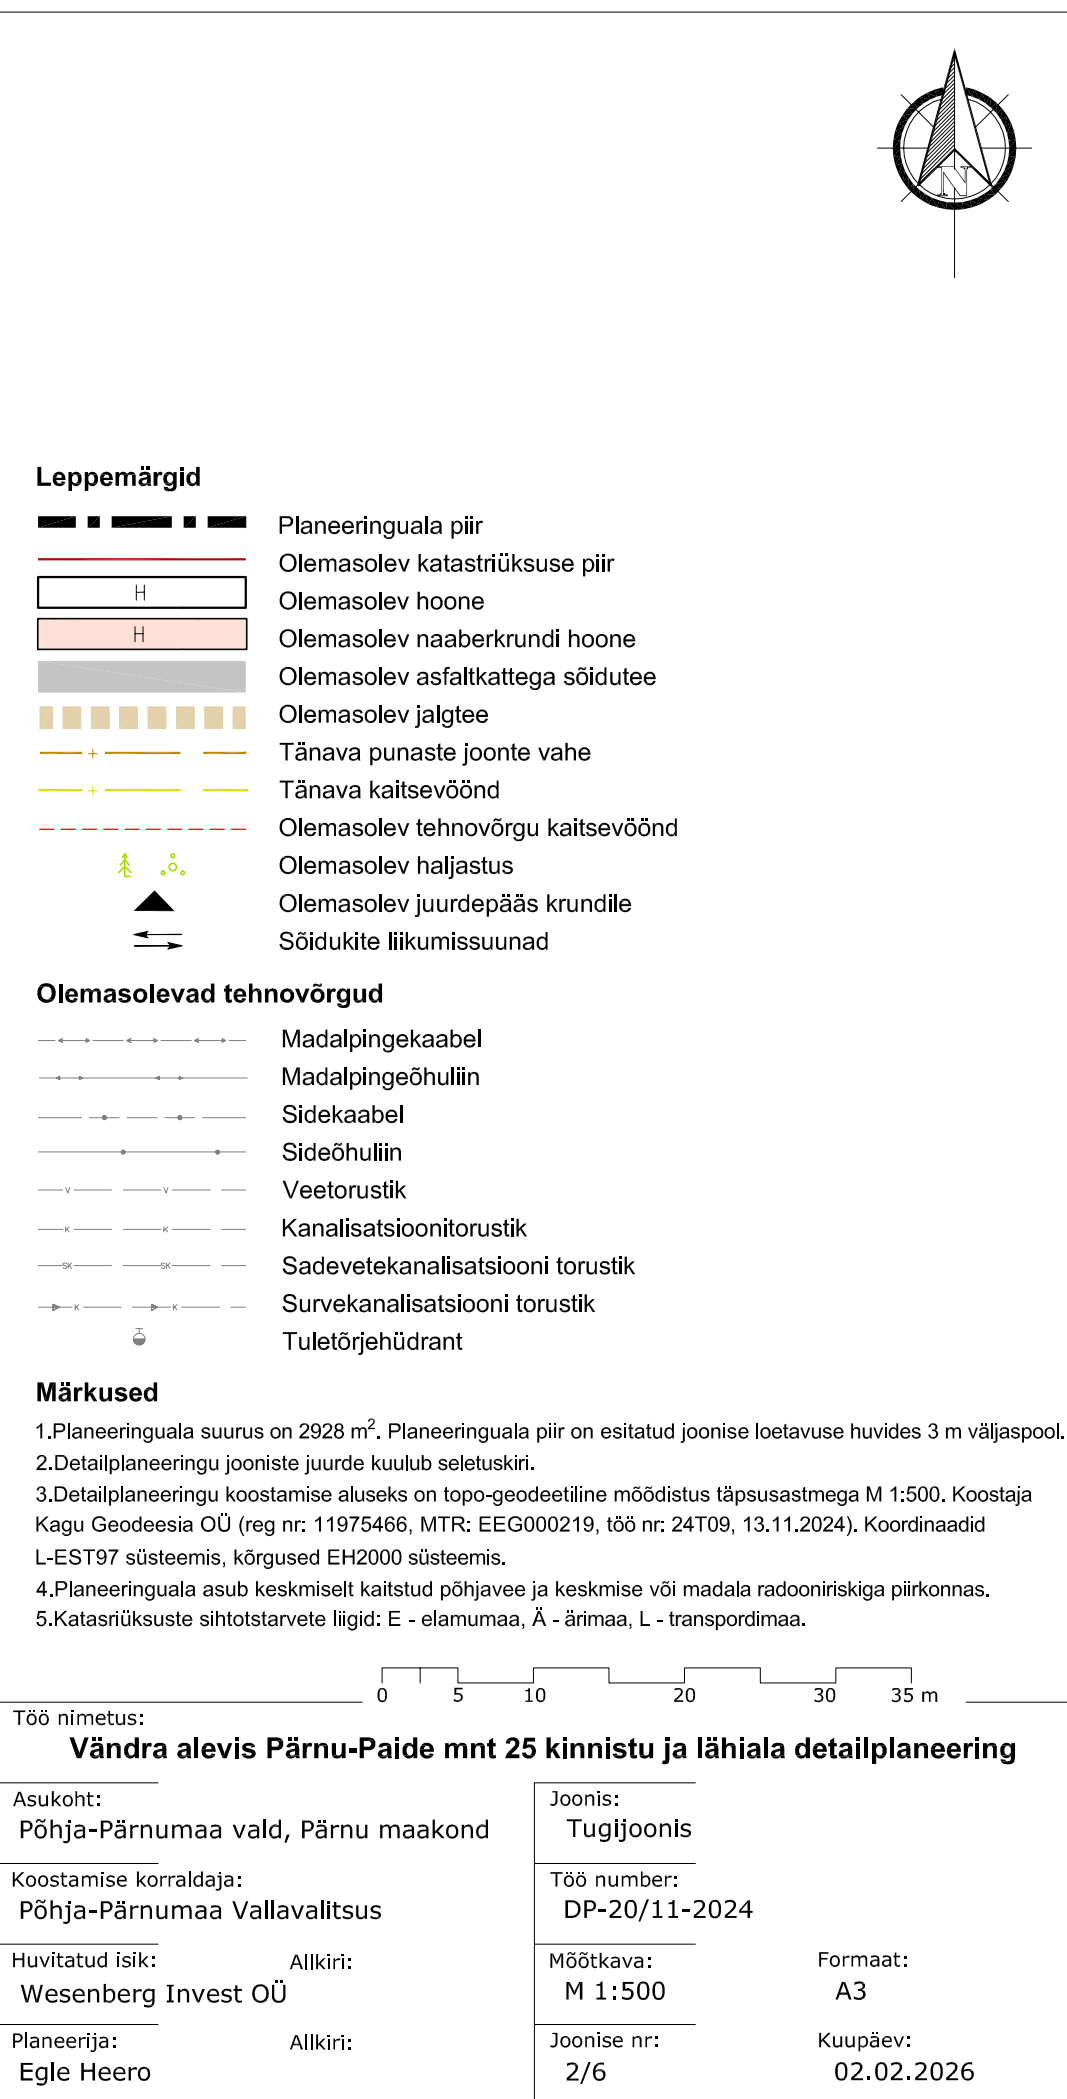 N
Leppemärgid
Planeeringuala piir
Olemasolev katastriüksuse piir
H Olemasolev hoone
H Olemasolev naaberkrundi hoone
Olemasolev asfaltkattega sõidutee
Olemasolev jalgtee
Tänava punaste joonte vahe
Tänava kaitsevöönd
Olemasolev tehnovõrgu kaitsevöönd
Olemasolev haljastus
Olemasolev juurdepääs krundile
Sõidukite liikumissuunad
Olemasolevad tehnovõrgud
Madalpingekaabel
Madalpingeõhuliin
Sidekaabel
Sideõhuliin
V V Veetorustik
K K Kanalisatsioonitorustik
SK SK Sadevetekanalisatsiooni torustik
K K Survekanalisatsiooni torustik
Tuletõrjehüdrant
Märkused
1.Planeeringuala suurus on 2928 m². Planeeringuala piir on esitatud joonise loetavuse huvides 3 m väljaspool.
2.Detailplaneeringu jooniste juurde kuulub seletuskiri.
3.Detailplaneeringu koostamise aluseks on topo-geodeetiline mõõdistus täpsusastmega M 1:500. Koostaja
Kagu Geodeesia OÜ (reg nr: 11975466, MTR: EEG000219, töö nr: 24T09, 13.11.2024). Koordinaadid
L-EST97 süsteemis, kõrgused EH2000 süsteemis.
4.Planeeringuala asub keskmiselt kaitstud põhjavee ja keskmise või madala radooniriskiga piirkonnas.
5.Katasriüksuste sihtotstarvete liigid: E - elamumaa, Ä - ärimaa, L - transpordimaa.
0 5 10 20 30 35 m
Töö nimetus:
Vändra alevis Pärnu-Paide mnt 25 kinnistu ja lähiala detailplaneering
Asukoht: Joonis:
Põhja-Pärnumaa vald, Pärnu maakond Tugijoonis
Koostamise korraldaja: Töö number:
Põhja-Pärnumaa Vallavalitsus DP-20/11-2024
Huvitatud isik: Allkiri: Mõõtkava: Formaat:
Wesenberg Invest OÜ M 1:500 A3
Planeerija: Allkiri: Joonise nr: Kuupäev:
Egle Heero 2/6 02.02.2026